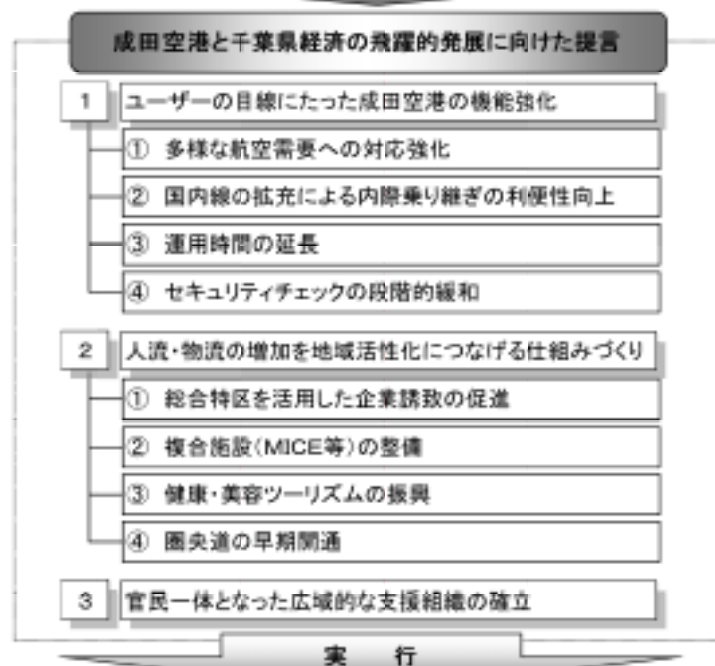 成田空港と千葉県経済の飛躍的発展に向けた提言
1 ユーザーの目線にたった成田空港の機能強化
① 多様な航空需要への対応強化
② 国内線の拡充による内際乗り継ぎの利便性向上
③ 運用時間の延長
④ セキュリティチェックの段階的緩和
2 人流・物流の増加を地域活性化につなげる仕組みづくり
① 総合特区を活用した企業誘致の促進
② 複合施設(MICE等)の整備
③ 健康・美容ツーリズムの振興
④ 圏央道の早期開通
3 官民一体となった広域的な支援組織の確立
実 行